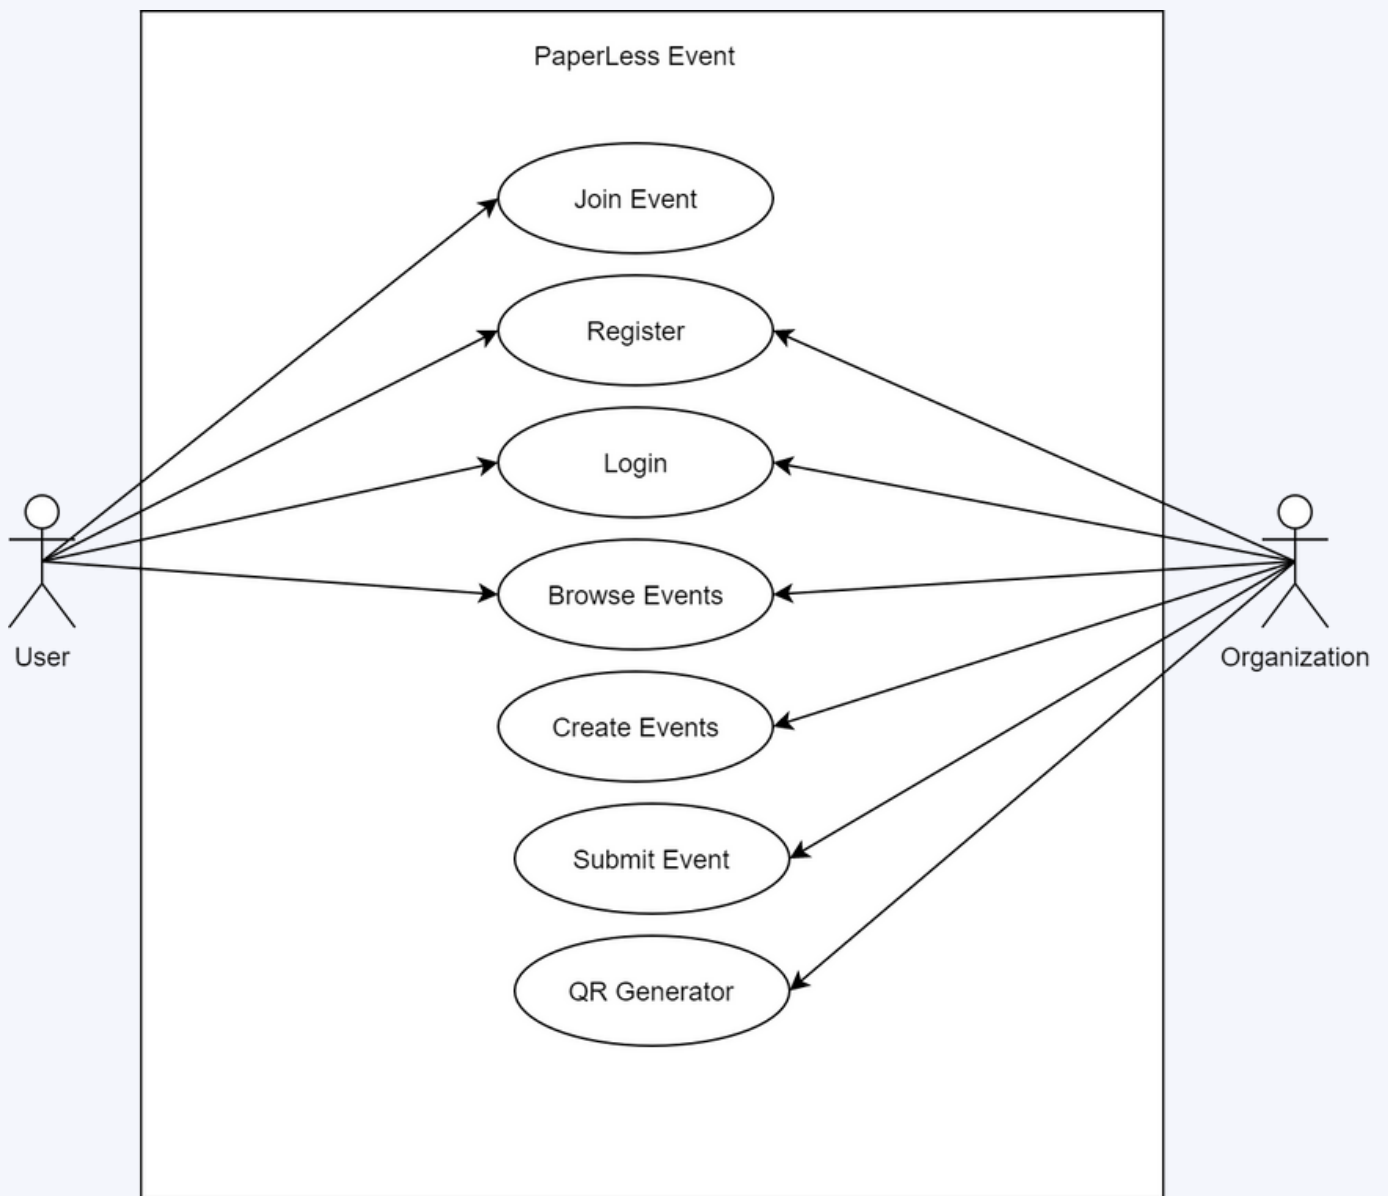 PaperLess Event
Join Event
Register
Login
Browse Events
User
Organization
Create Events
Submit Event
QR Generator